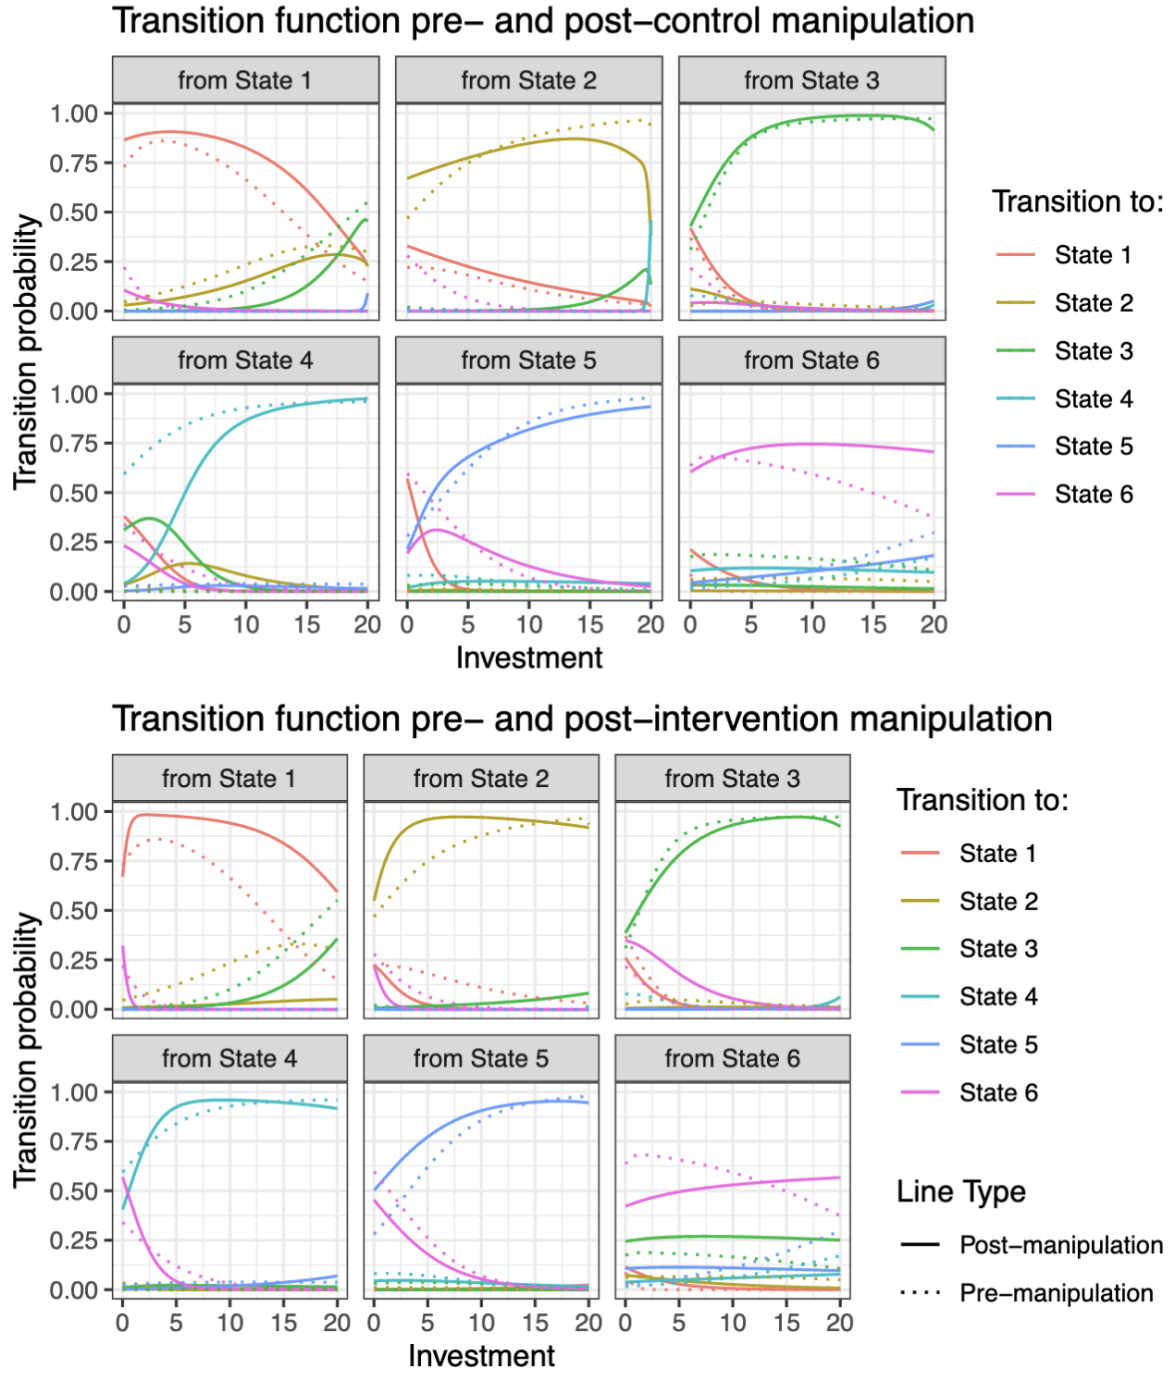 Transition function pre− and post−control manipulation
from State 1
from State 2
from State 3
1.00
0.75
0.50
0.25
0.00
from State 4
from State 5
from State 6
1.00
0.75
0.50
0.25
0.00
0 5 10 15 20
0 5 10 15 20
0 5 10 15 20
Transition probability
Investment
Transition to:
State 1
State 2
State 3
State 4
State 5
State 6
Transition function pre− and post−intervention manipulation
from State 1
from State 2
from State 3
1.00
0.75
0.50
0.25
0.00
from State 4
from State 5
from State 6
1.00
0.75
0.50
0.25
0.00
0 5 10 15 20
0 5 10 15 20
0 5 10 15 20
Transition probability
Investment
Transition to:
State 1
State 2
State 3
State 4
State 5
State 6
Line Type
Post−manipulation
Pre−manipulation